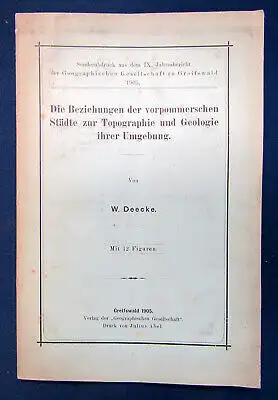 Sonderabdruck aus dem IX. Jahresbericht
der Geographischen Gesellschaft zu Greifswald
1905.
Die Beziehungen der vorpommerschen
Städte zur Topographie und Geologie
ihrer Umgebung.
Von
W. Deecke.
Mit 12 Figuren.
Greifswald 1905.
Verlag der „Geographischen Gesellschaft".
Druck von Julius Abel.